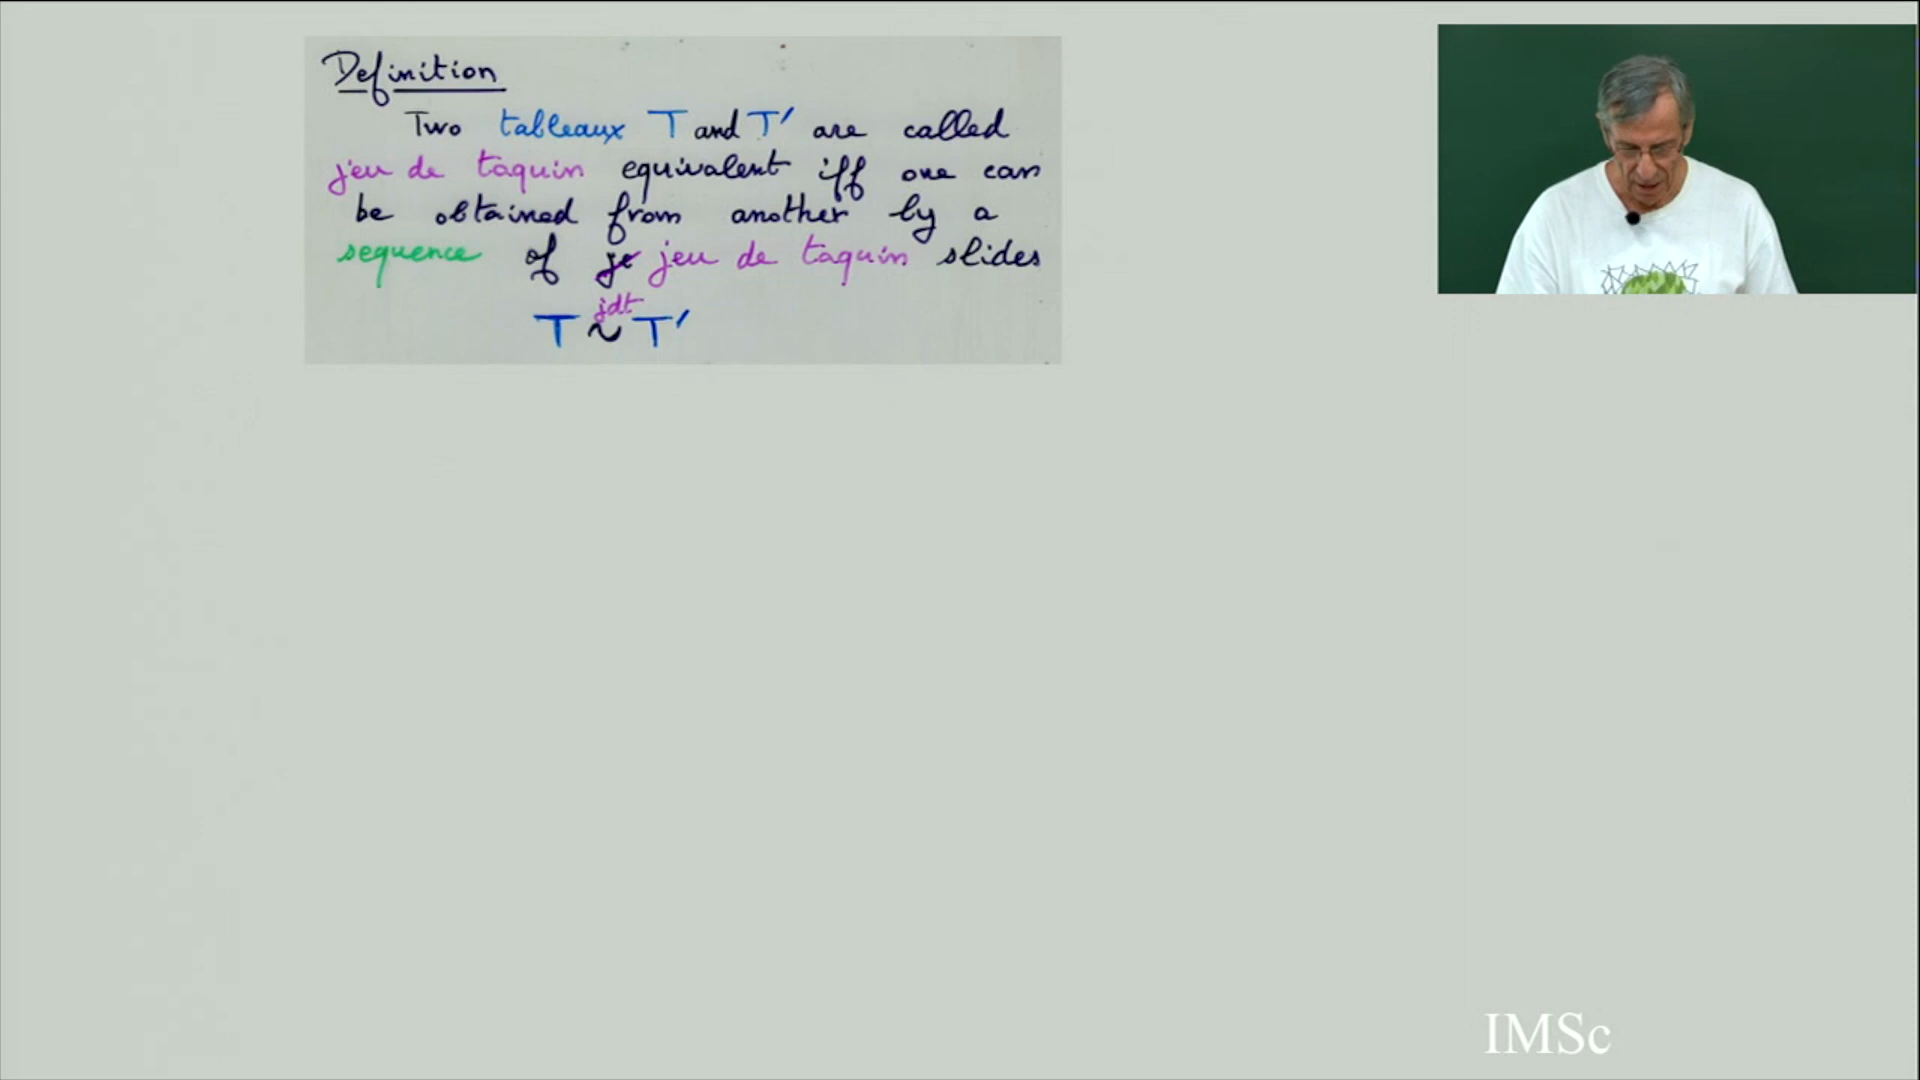 Definition
Two tableaux T and T′ are called
jeu de taquin equivalent iff one can
be obtained from another by a
sequence of je jeu de taquin slides
jdt
T ~ T′
IMSc